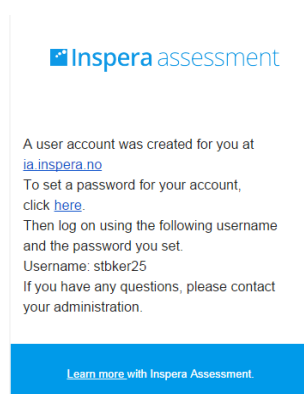 Inspera assessment
A user account was created for you at
ia.inspera.no
To set a password for your account,
click here.
Then log on using the following username
and the password you set.
Username: stbker25
If you have any questions, please contact
your administration.
Learn more with Inspera Assessment.